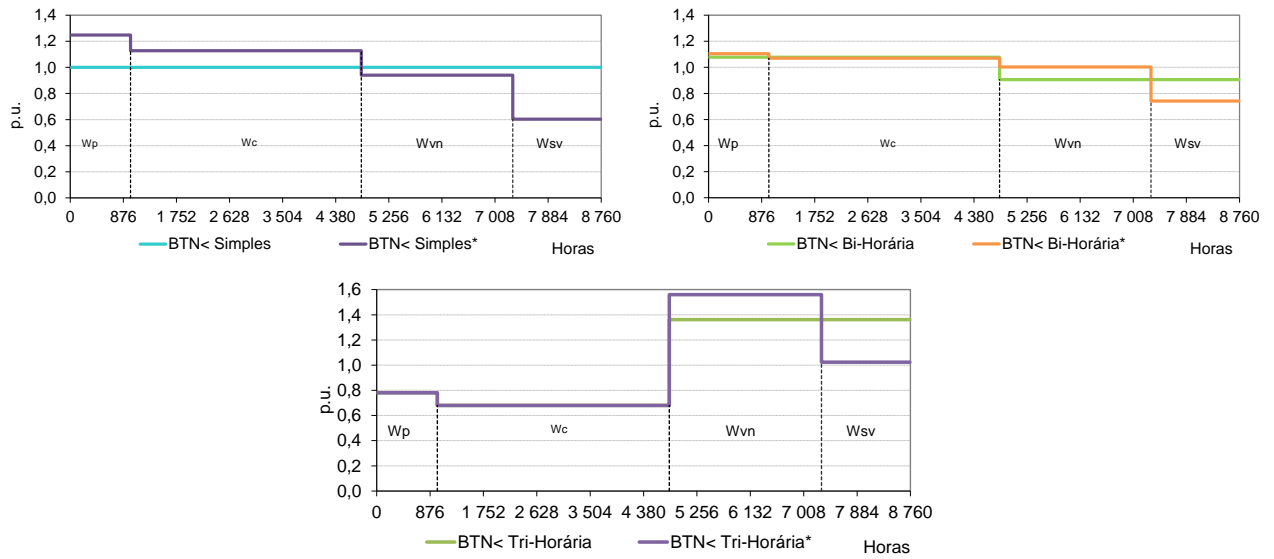 1,4
1,2
1,0
0,8
0,6
0,4
0,2
0,0
p.u.
Wp
Wc
Wvn
Wsv
0 876 1 752 2 628 3 504 4 380 5 256 6 132 7 008 7 884 8 760
BTN< Simples BTN< Simples* Horas
1,4
1,2
1,0
0,8
0,6
0,4
0,2
0,0
p.u.
Wp
Wc
Wvn
Wsv
0 876 1 752 2 628 3 504 4 380 5 256 6 132 7 008 7 884 8 760
BTN< Bi-Horária BTN< Bi-Horária* Horas
1,6
1,4
1,2
1,0
0,8
0,6
0,4
0,2
0,0
p.u.
Wp
Wc
Wvn
Wsv
0 876 1 752 2 628 3 504 4 380 5 256 6 132 7 008 7 884 8 760
BTN< Tri-Horária BTN< Tri-Horária* Horas